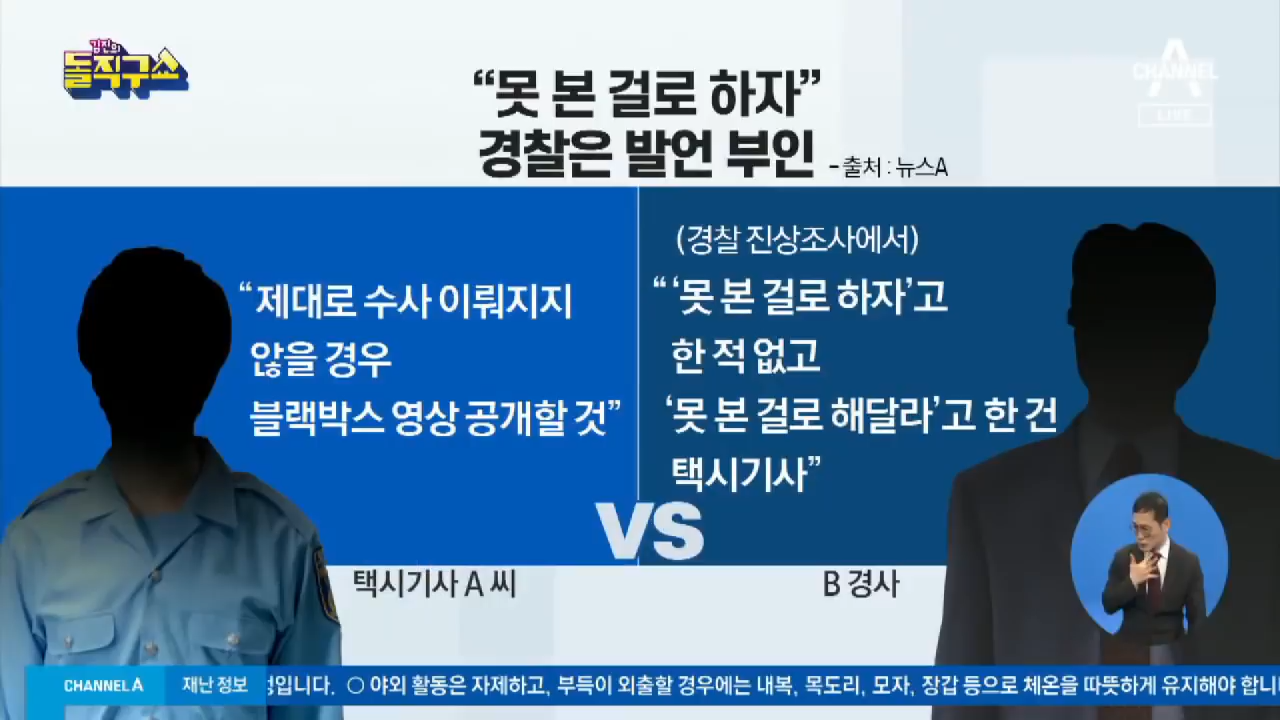 김진의
돌직구쇼
CHANNEL A
LIVE
“못 본 걸로 하자”
경찰은 발언 부인 - 출처 : 뉴스A
“제대로 수사 이뤄지지
않을 경우
블랙박스 영상 공개할 것”
(경찰 진상조사에서)
“ ‘못 본 걸로 하자’고
한 적 없고
‘못 본 걸로 해달라’고 한 건
택시기사”
VS
택시기사 A 씨
B 경사
CHANNEL A 재난 정보 입니다. ○ 야외 활동은 자제하고, 부득이 외출할 경우에는 내복, 목도리, 모자, 장갑 등으로 체온을 따뜻하게 유지해야 합니